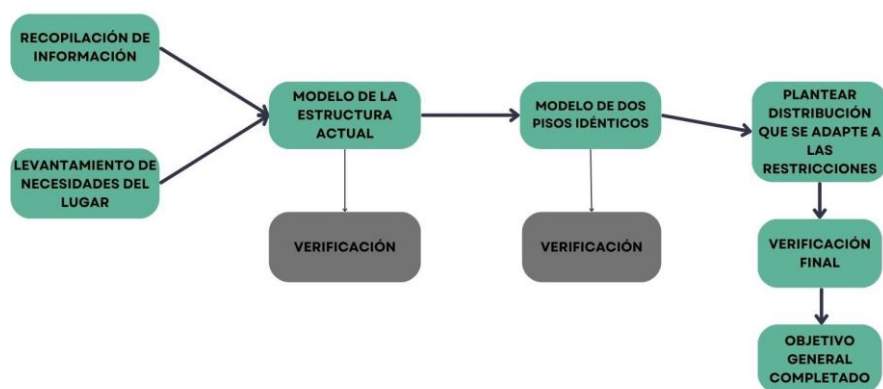 RECOPILACIÓN DE
INFORMACIÓN
LEVANTAMIENTO DE
NECESIDADES DEL
LUGAR
MODELO DE LA
ESTRUCTURA
ACTUAL
VERIFICACIÓN
MODELO DE DOS
PISOS IDÉNTICOS
VERIFICACIÓN
PLANTEAR
DISTRIBUCIÓN
QUE SE ADAPTE A
LAS
RESTRICCIONES
VERIFICACIÓN
FINAL
OBJETIVO
GENERAL
COMPLETADO